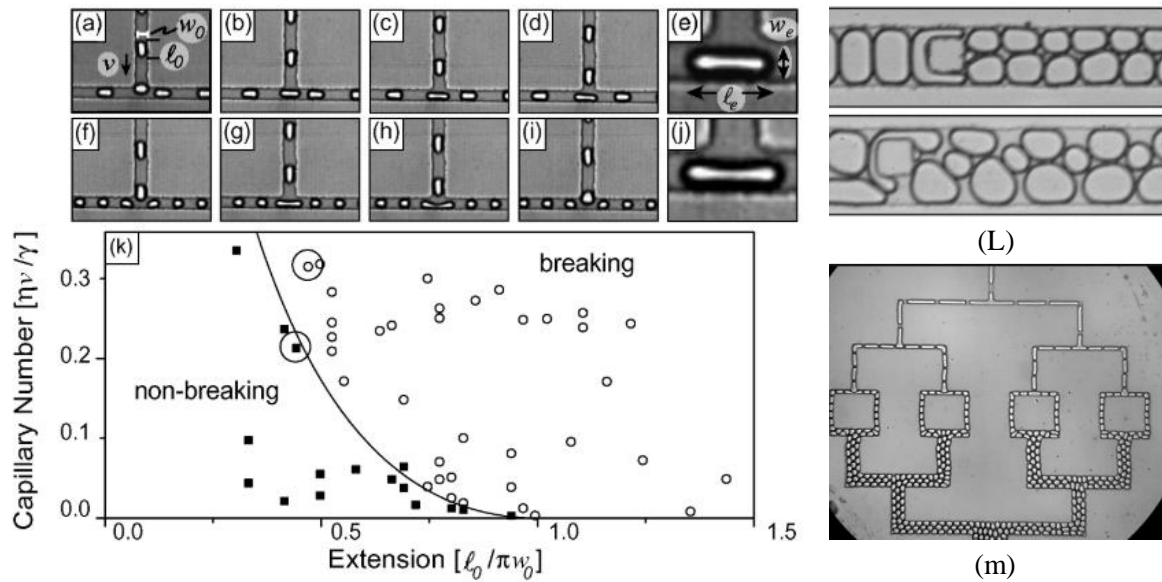 (a)
w₀
ℓ₀
v
(b)
(c)
(d)
(e)
wₑ
ℓₑ
(f)
(g)
(h)
(i)
(j)
(k)
breaking
non-breaking
Capillary Number [ηv/γ]
0.3
0.2
0.1
0.0
0.0
0.5
1.0
1.5
Extension [ℓ₀/πw₀]
(L)
(m)